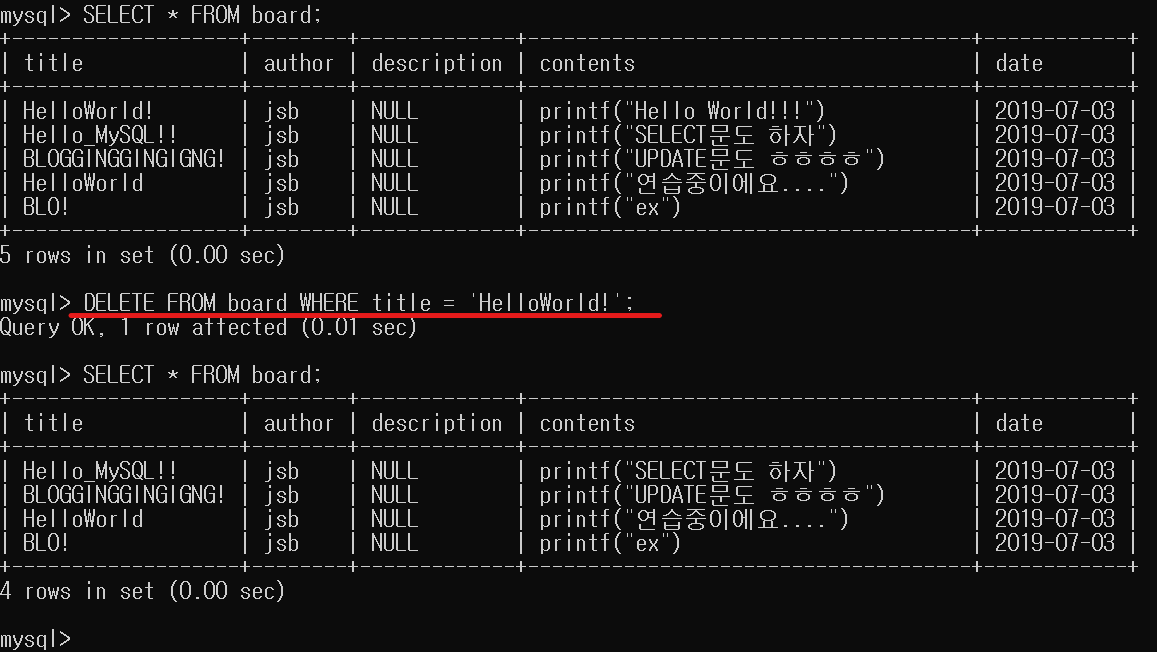 mysql> SELECT * FROM board;
+--------------------+--------+-------------+--------------------------------------+------------+
| title | author | description | contents | date |
+--------------------+--------+-------------+--------------------------------------+------------+
| HelloWorld! | jsb | NULL | printf("Hello World!!!") | 2019-07-03 |
| Hello_MySQL!! | jsb | NULL | printf("SELECT문도 하자") | 2019-07-03 |
| BLOGGINGGINGIGNG! | jsb | NULL | printf("UPDATE문도 ㅎㅎㅎㅎ") | 2019-07-03 |
| HelloWorld | jsb | NULL | printf("연습중이에요....") | 2019-07-03 |
| BLO! | jsb | NULL | printf("ex") | 2019-07-03 |
+--------------------+--------+-------------+--------------------------------------+------------+
5 rows in set (0.00 sec)
mysql> DELETE FROM board WHERE title = 'HelloWorld!';
Query OK, 1 row affected (0.01 sec)
mysql> SELECT * FROM board;
+--------------------+--------+-------------+--------------------------------------+------------+
| title | author | description | contents | date |
+--------------------+--------+-------------+--------------------------------------+------------+
| Hello_MySQL!! | jsb | NULL | printf("SELECT문도 하자") | 2019-07-03 |
| BLOGGINGGINGIGNG! | jsb | NULL | printf("UPDATE문도 ㅎㅎㅎㅎ") | 2019-07-03 |
| HelloWorld | jsb | NULL | printf("연습중이에요....") | 2019-07-03 |
| BLO! | jsb | NULL | printf("ex") | 2019-07-03 |
+--------------------+--------+-------------+--------------------------------------+------------+
4 rows in set (0.00 sec)
mysql>